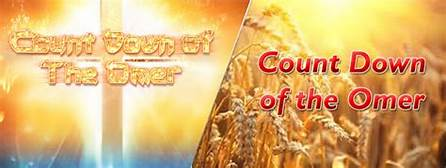 Count Down of
The Omer
Count Down
of the Omer